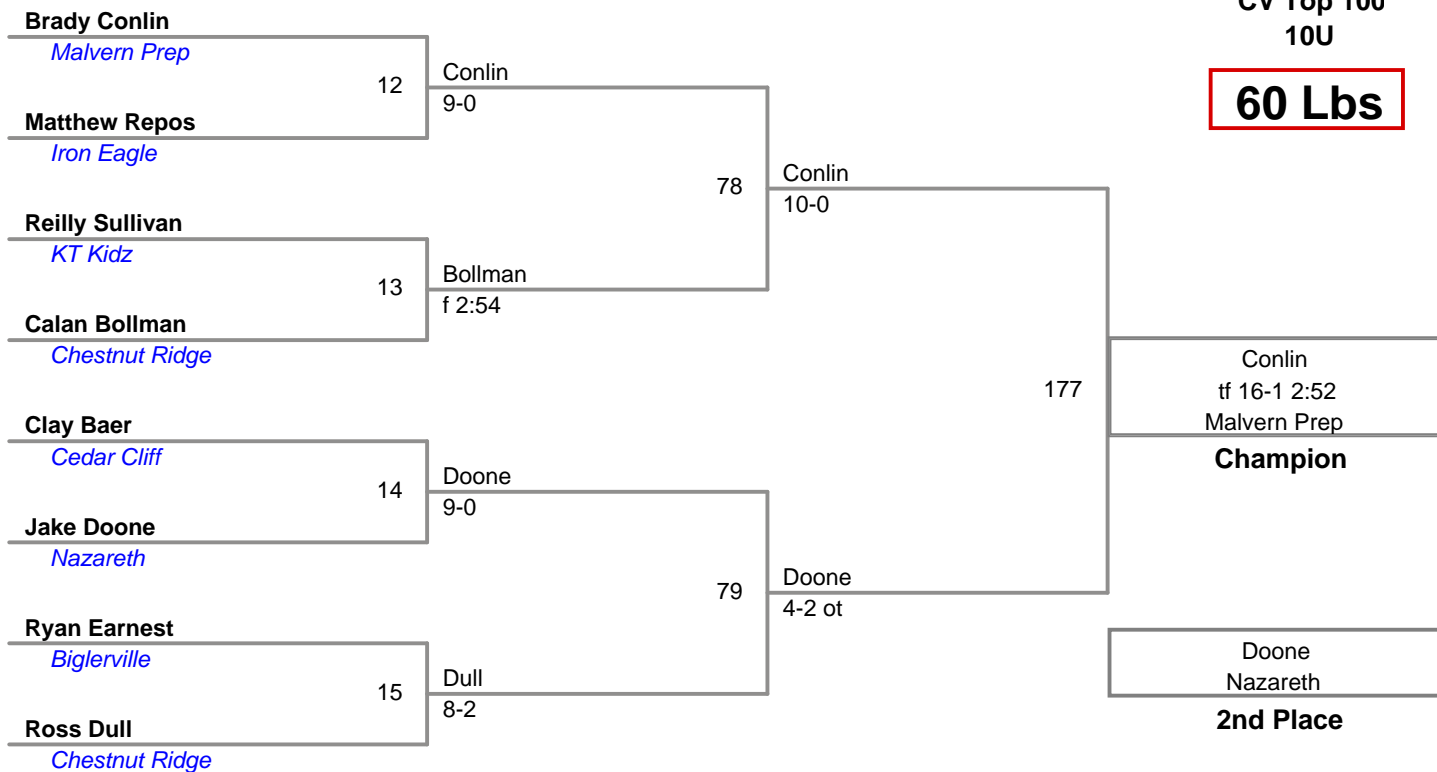 CV Top 100
10U
60 Lbs
Brady Conlin
Malvern Prep
12
Conlin
9-0
Matthew Repos
Iron Eagle
78
Conlin
10-0
Reilly Sullivan
KT Kidz
13
Bollman
f 2:54
Calan Bollman
Chestnut Ridge
177
Conlin
tf 16-1 2:52
Malvern Prep
Champion
Clay Baer
Cedar Cliff
14
Doone
9-0
Jake Doone
Nazareth
79
Doone
4-2 ot
Ryan Earnest
Biglerville
15
Dull
8-2
Ross Dull
Chestnut Ridge
Doone
Nazareth
2nd Place